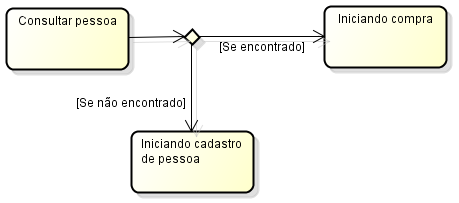 Consultar pessoa
Iniciando compra
[Se encontrado]
[Se não encontrado]
Iniciando cadastro
de pessoa